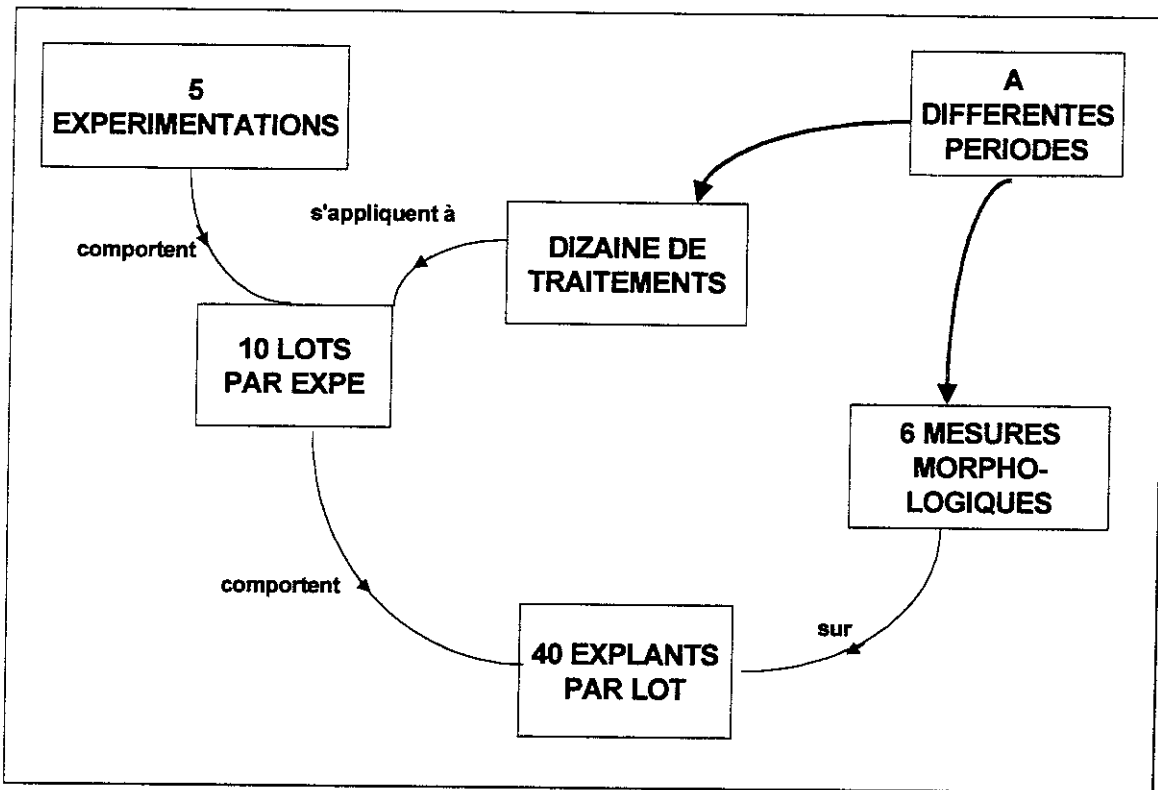 5
EXPERIMENTATIONS
A
DIFFERENTES
PERIODES
s'appliquent à
comportent
DIZAINE DE
TRAITEMENTS
10 LOTS
PAR EXPE
6 MESURES
MORPHO-
LOGIQUES
comportent
sur
40 EXPLANTS
PAR LOT